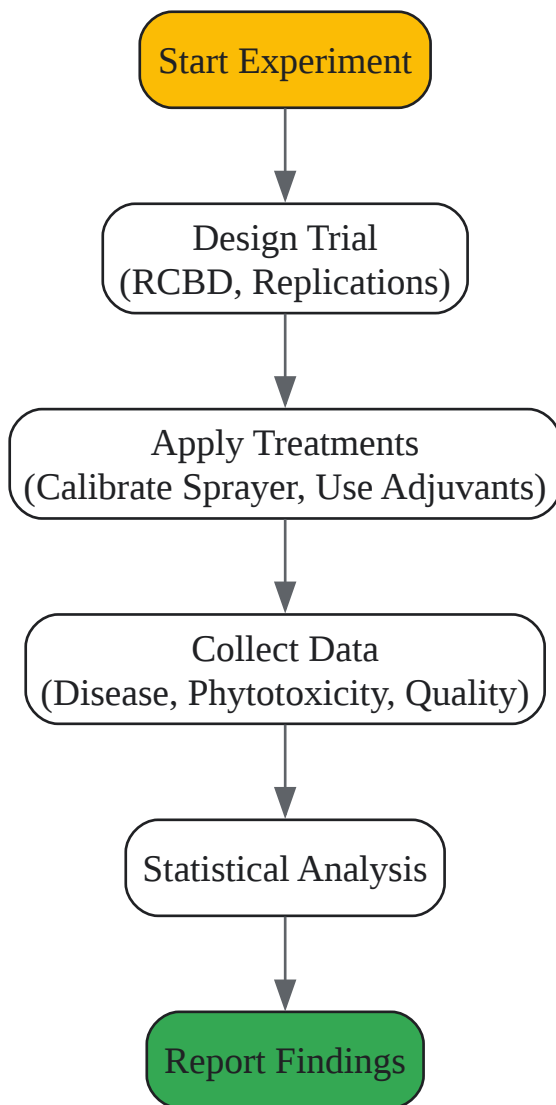 Start Experiment
Design Trial
(RCBD, Replications)
Apply Treatments
(Calibrate Sprayer, Use Adjuvants)
Collect Data
(Disease, Phytotoxicity, Quality)
Statistical Analysis
Report Findings